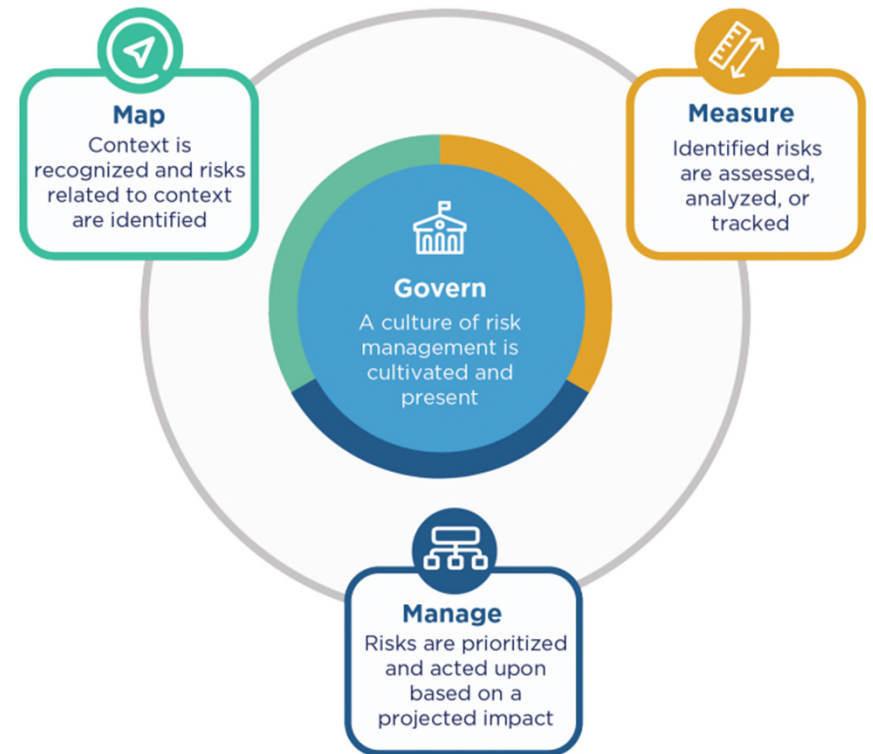 Map
Context is
recognized and risks
related to context
are identified
Measure
Identified risks
are assessed,
analyzed, or
tracked
Govern
A culture of risk
management is
cultivated and
present
Manage
Risks are prioritized
and acted upon
based on a
projected impact